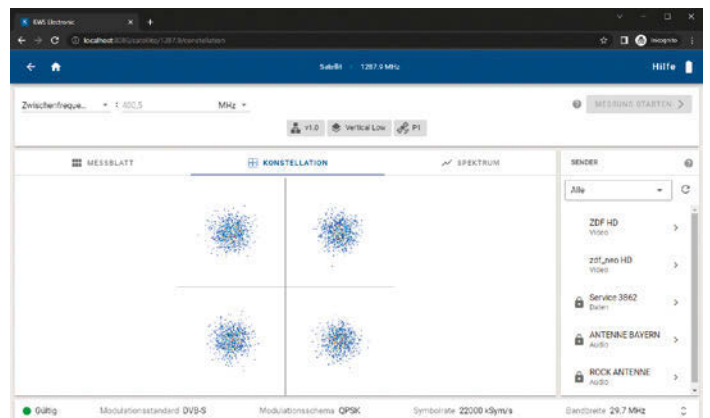 KWS Electronic
Incognito
Satellit 1287.9 MHz
Hilfe
Zwischenfreque... : MHz
MESSUNG STARTEN
v1.0 Vertical Low P1
MESSBLATT KONSTELLATION SPEKTRUM SENDER
Alle
ZDF HD
Video
zdf_neo HD
Video
Service 3862
Daten
ANTENNE BAYERN
Audio
ROCK ANTENNE
Audio
Gültig Modulationsstandard DVB-S Modulationsschema QPSK Symbolrate 22000 kSym/s Bandbreite 29.7 MHz